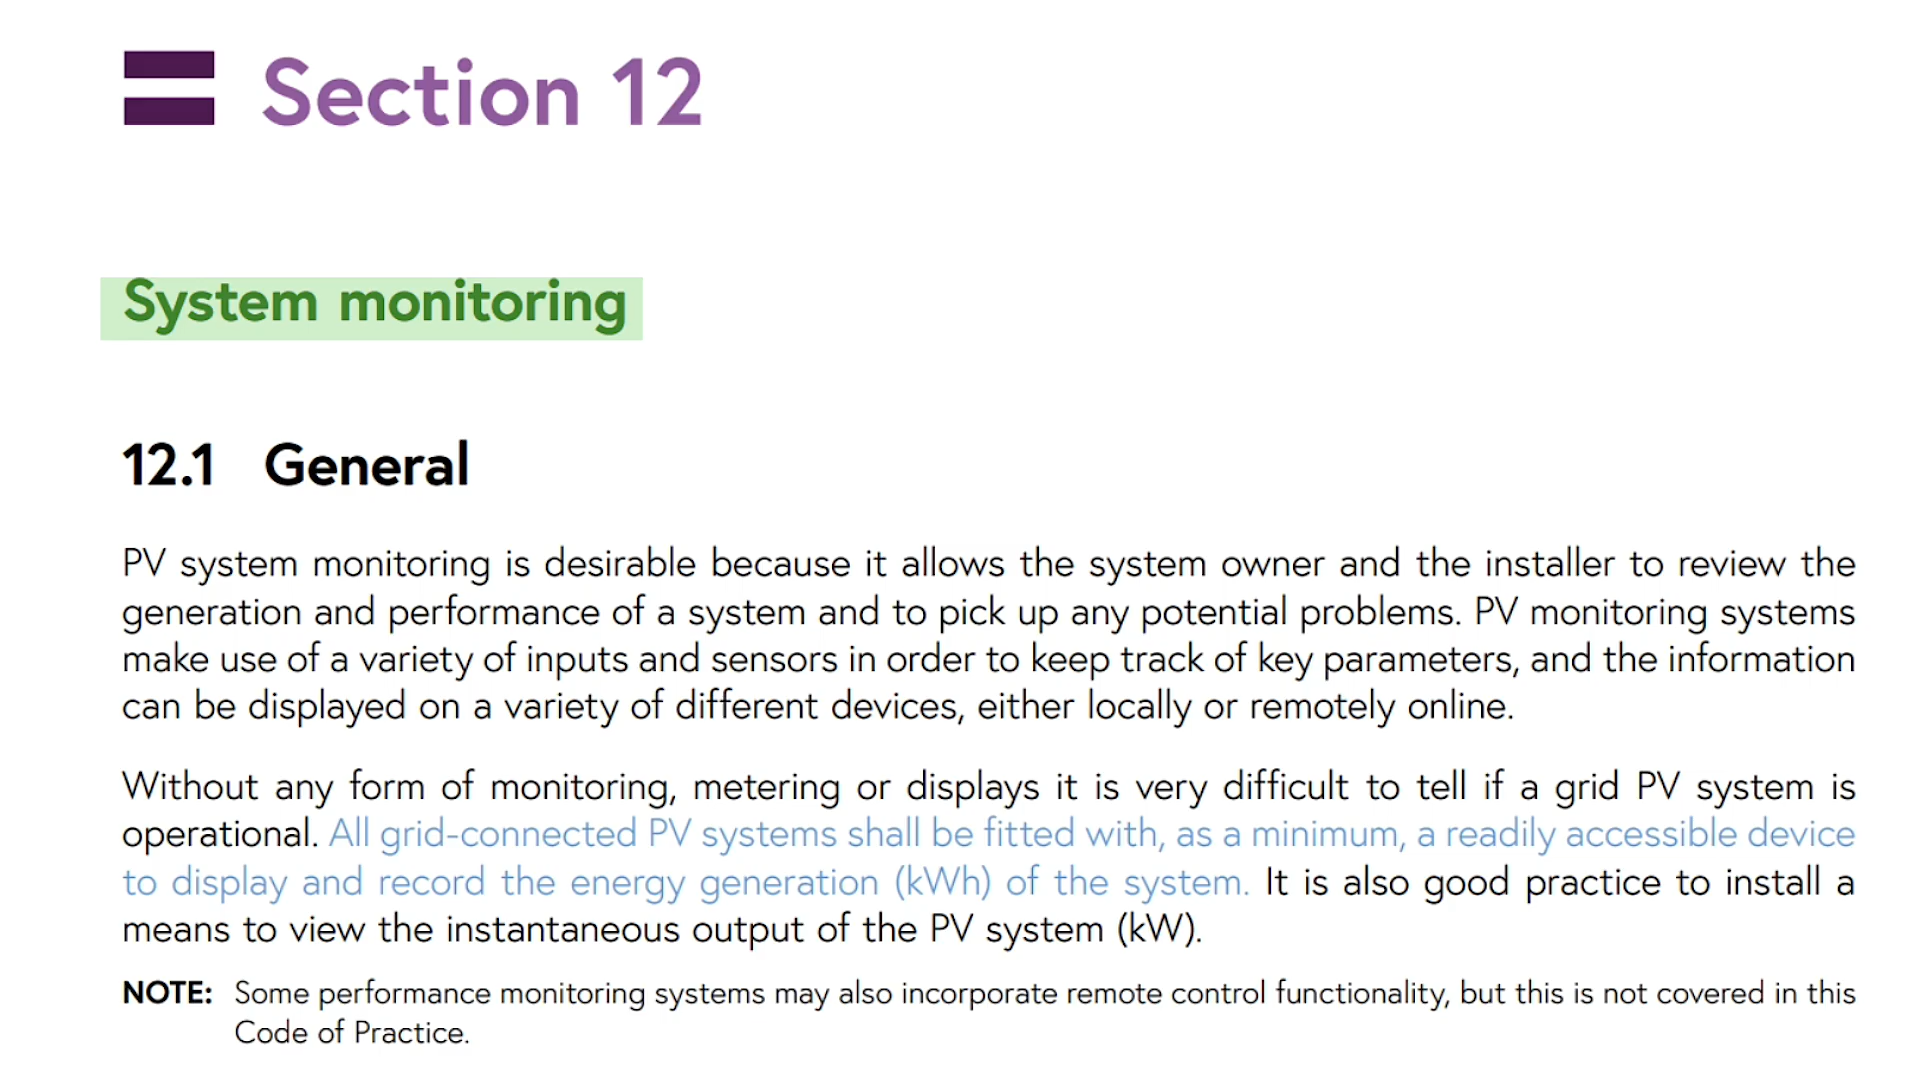 Section 12
System monitoring
12.1 General
PV system monitoring is desirable because it allows the system owner and the installer to review the
generation and performance of a system and to pick up any potential problems. PV monitoring systems
make use of a variety of inputs and sensors in order to keep track of key parameters, and the information
can be displayed on a variety of different devices, either locally or remotely online.
Without any form of monitoring, metering or displays it is very difficult to tell if a grid PV system is
operational. All grid-connected PV systems shall be fitted with, as a minimum, a readily accessible device
to display and record the energy generation (kWh) of the system. It is also good practice to install a
means to view the instantaneous output of the PV system (kW).
NOTE: Some performance monitoring systems may also incorporate remote control functionality, but this is not covered in this
Code of Practice.